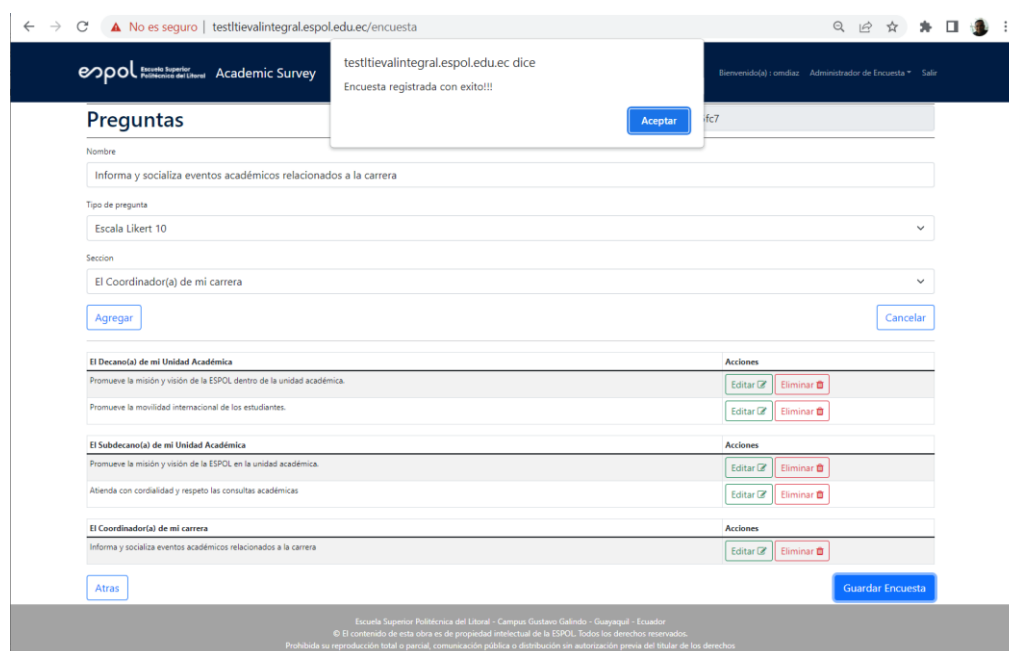 No es seguro | testltievalintegral.espol.edu.ec/encuesta
espol Escuela Superior Politécnica del Litoral Academic Survey
Bienvenido(a) : omdiaz Administrador de Encuesta Salir
testltievalintegral.espol.edu.ec dice
Encuesta registrada con exito!!!
Aceptar
Preguntas
fc7
Nombre
Informa y socializa eventos académicos relacionados a la carrera
Tipo de pregunta
Escala Likert 10
Seccion
El Coordinador(a) de mi carrera
Agregar Cancelar
El Decano(a) de mi Unidad Académica Acciones
Promueve la misión y visión de la ESPOL dentro de la unidad académica. Editar Eliminar
Promueve la movilidad internacional de los estudiantes. Editar Eliminar
El Subdecano(a) de mi Unidad Académica Acciones
Promueve la misión y visión de la ESPOL en la unidad académica. Editar Eliminar
Atienda con cordialidad y respeto las consultas académicas Editar Eliminar
El Coordinador(a) de mi carrera Acciones
Informa y socializa eventos académicos relacionados a la carrera Editar Eliminar
Atras Guardar Encuesta
Escuela Superior Politécnica del Litoral - Campus Gustavo Galindo - Guayaquil - Ecuador
© El contenido de esta obra es de propiedad intelectual de la ESPOL. Todos los derechos reservados.
Prohibida su reproducción total o parcial, comunicación pública o distribución sin autorización previa del titular de los derechos